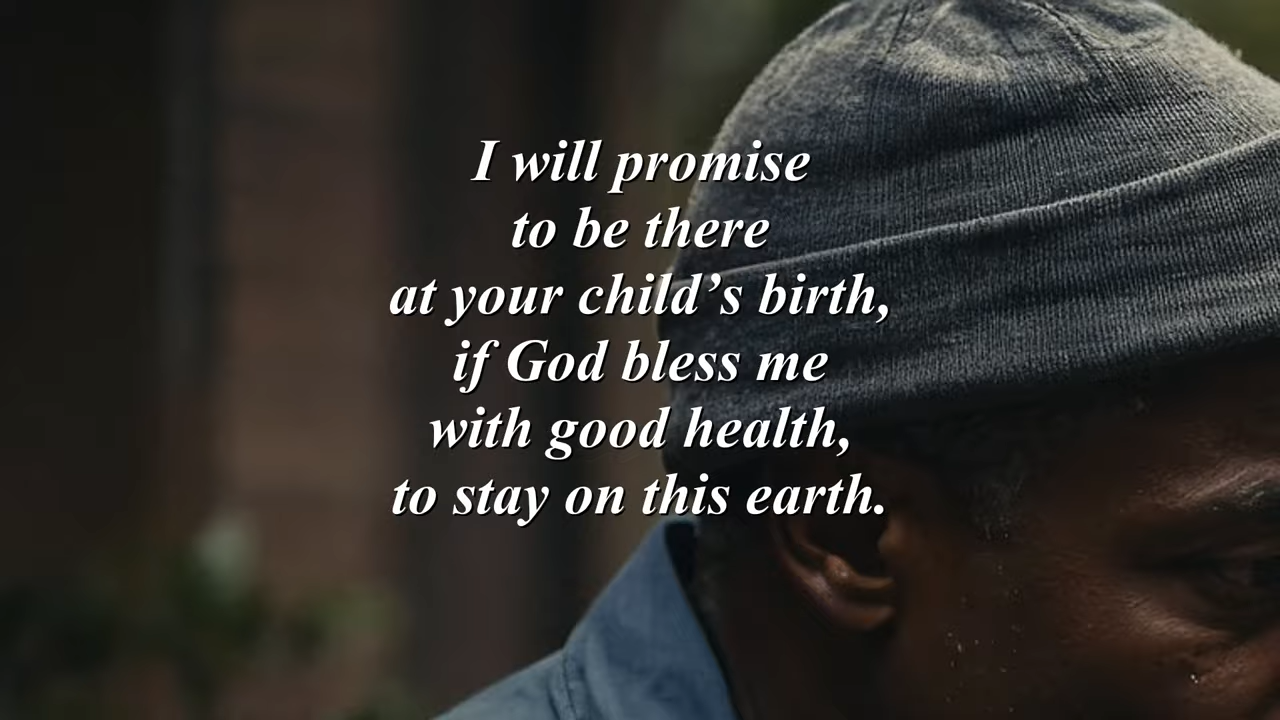 I will promise
to be there
at your child’s birth,
if God bless me
with good health,
to stay on this earth.